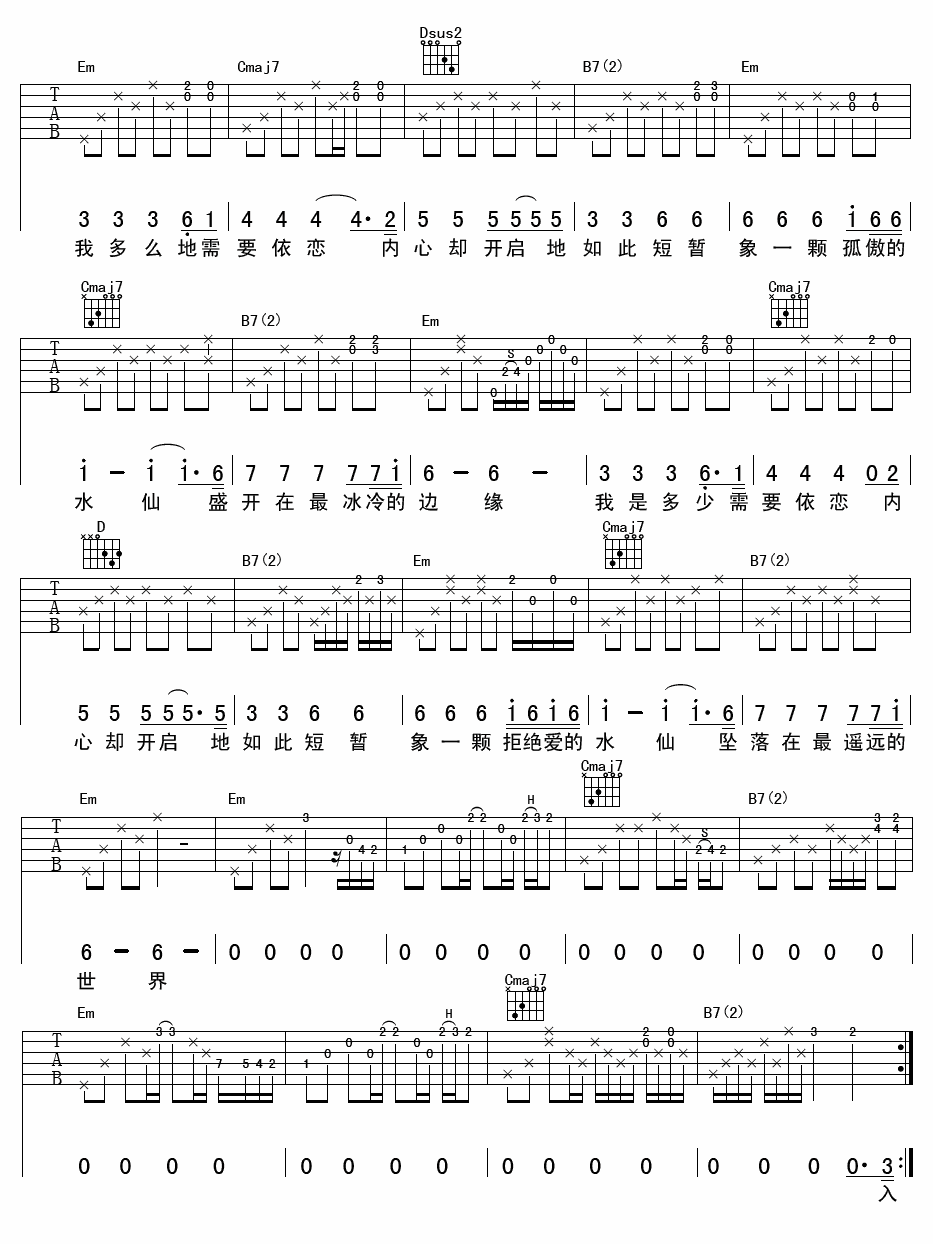 Dsus2
Em Cmaj7 B7(2) Em
T A B
3 3 3 6 1 4 4 4 4· 2 5 5 5 5 5 5 3 3 6 6 6 6 6 i 6 6
我多么地需要依恋 内心却开启地如此短暂 象一颗孤傲的
Cmaj7 Cmaj7
B7(2) Em
T A B
i - i i· 6 7 7 7 7 7 i 6 - 6 - 3 3 3 6· 1 4 4 4 0 2
水 仙 盛开在最冰冷的边 缘 我是多少需要依恋 内
D Cmaj7
B7(2) Em B7(2)
T A B
5 5 5 5 5· 5 3 3 6 6 6 6 6 i 6 i 6 i - i i· 6 7 7 7 7 7 i
心却开启 地如此短 暂 象一颗拒绝爱的水 仙 坠落在最遥远的
Cmaj7
Em Em H B7(2)
T A B
6 - 6 - 0 0 0 0 0 0 0 0 0 0 0 0 0 0 0 0
世 界
Cmaj7
Em H B7(2)
T A B
0 0 0 0 0 0 0 0 0 0 0 0 0 0 0· 3
入